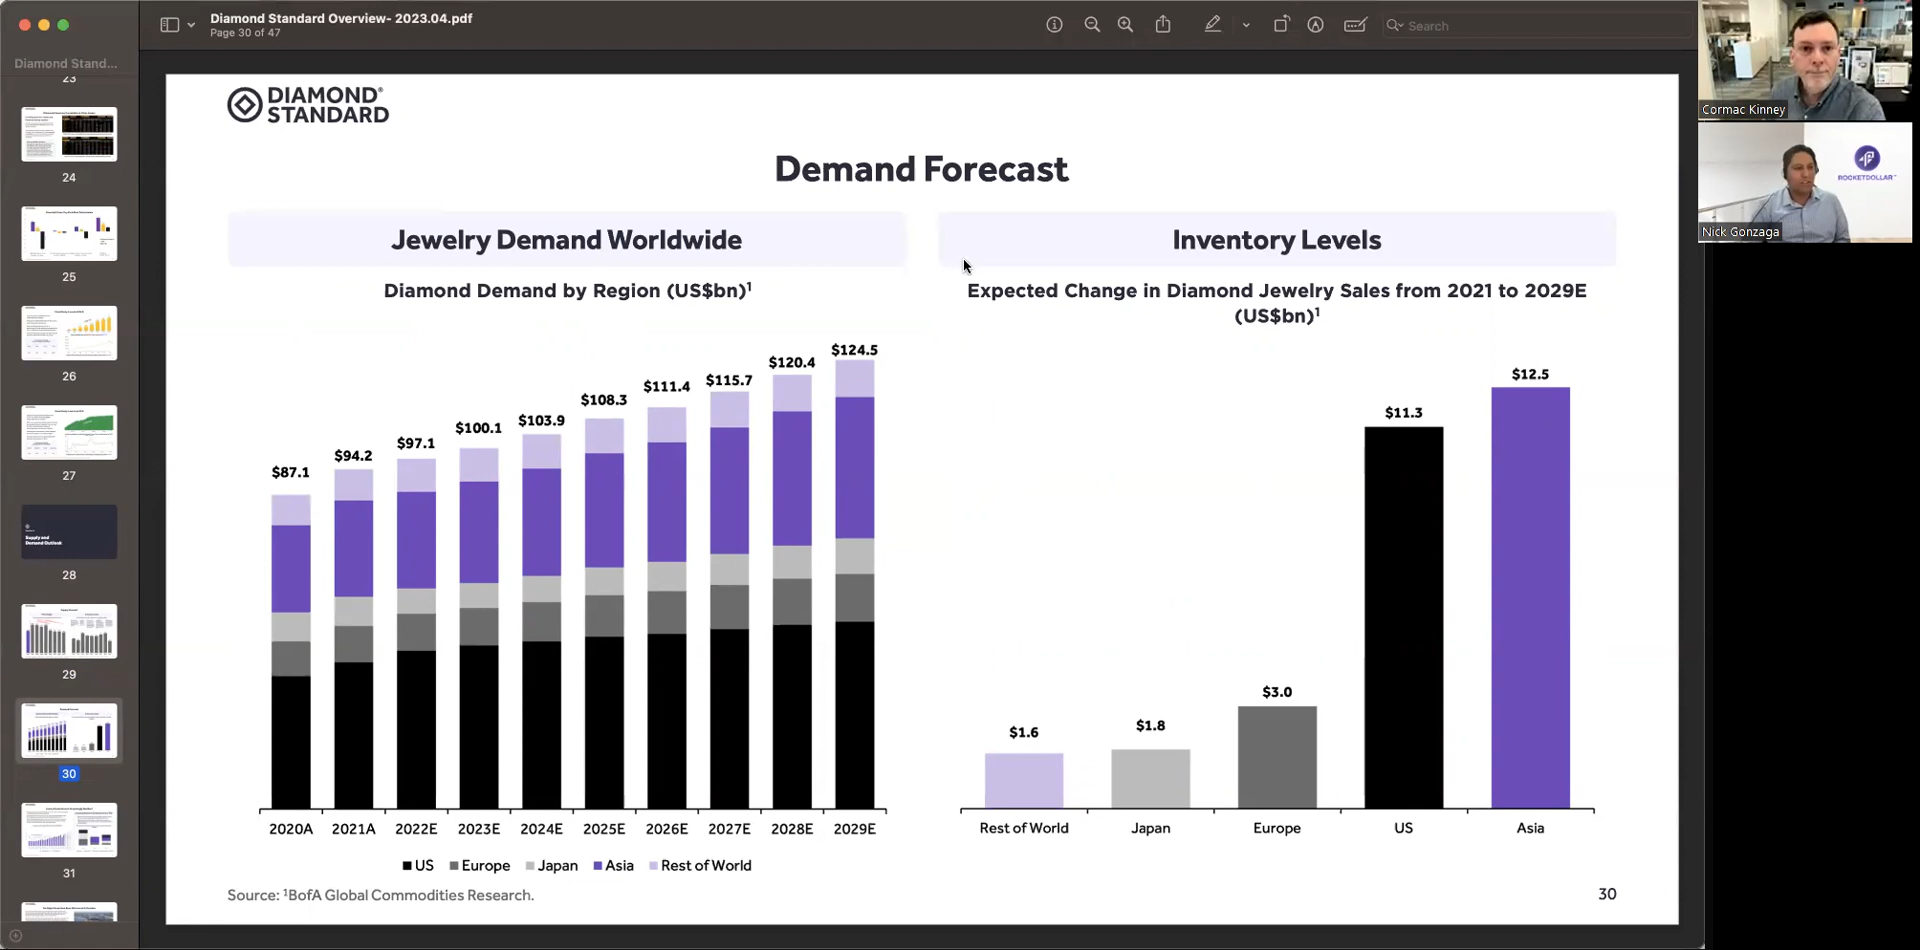 Diamond Standard Overview- 2023.04.pdf
Page 30 of 47
Search
Diamond Stand...
23
24
25
26
27
Supply and
Demand Outlook
28
29
30
31
DIAMOND®
STANDARD
Demand Forecast
Jewelry Demand Worldwide
Diamond Demand by Region (US$bn)¹
$87.1
$94.2
$97.1
$100.1
$103.9
$108.3
$111.4
$115.7
$120.4
$124.5
2020A 2021A 2022E 2023E 2024E 2025E 2026E 2027E 2028E 2029E
US Europe Japan Asia Rest of World
Inventory Levels
Expected Change in Diamond Jewelry Sales from 2021 to 2029E
(US$bn)¹
$1.6
$1.8
$3.0
$11.3
$12.5
Rest of World Japan Europe US Asia
Source: ¹BofA Global Commodities Research.
30
Cormac Kinney
ROCKETDOLLAR™
Nick Gonzaga